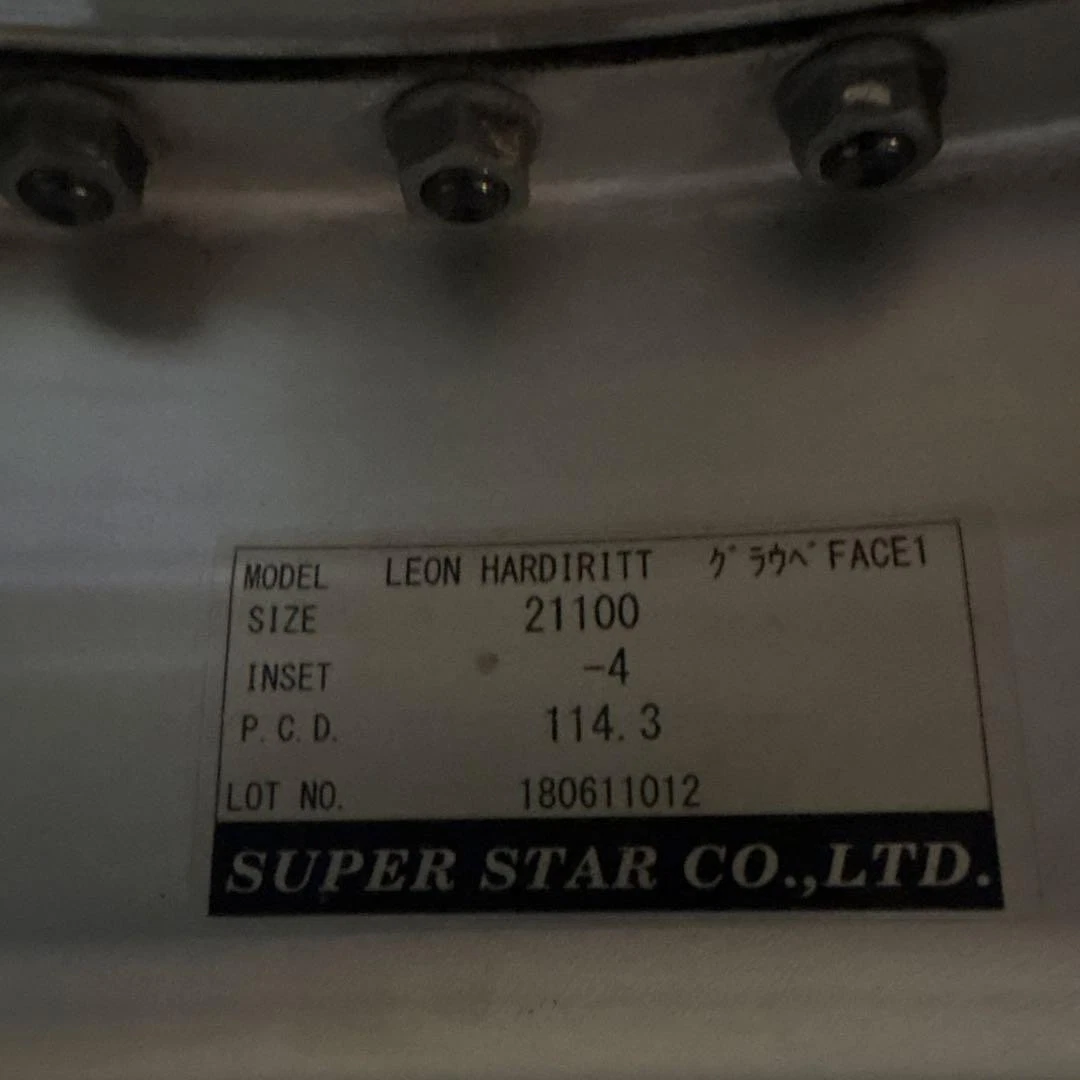 MODEL LEON HARDIRITT グラウベFACE1
SIZE 21100
INSET -4
P.C.D. 114.3
LOT NO. 180611012
SUPER STAR CO.,LTD.